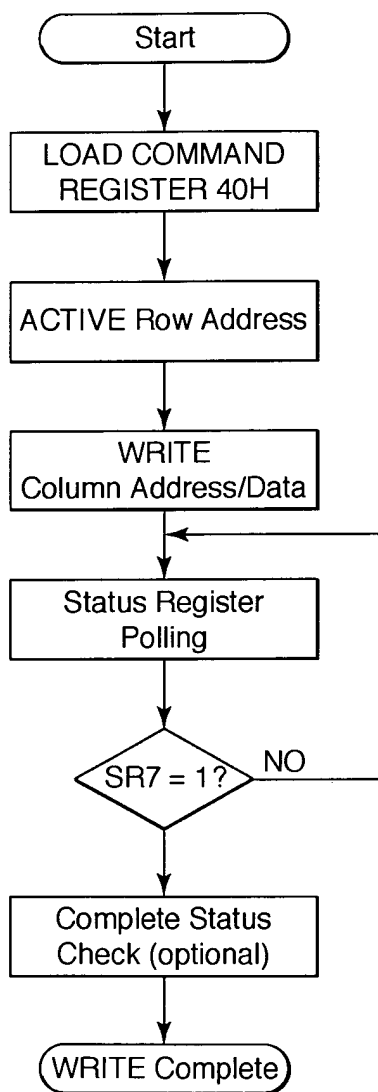 Start
LOAD COMMAND
REGISTER 40H
ACTIVE Row Address
WRITE
Column Address/Data
Status Register
Polling
SR7 = 1?
NO
Complete Status
Check (optional)
WRITE Complete